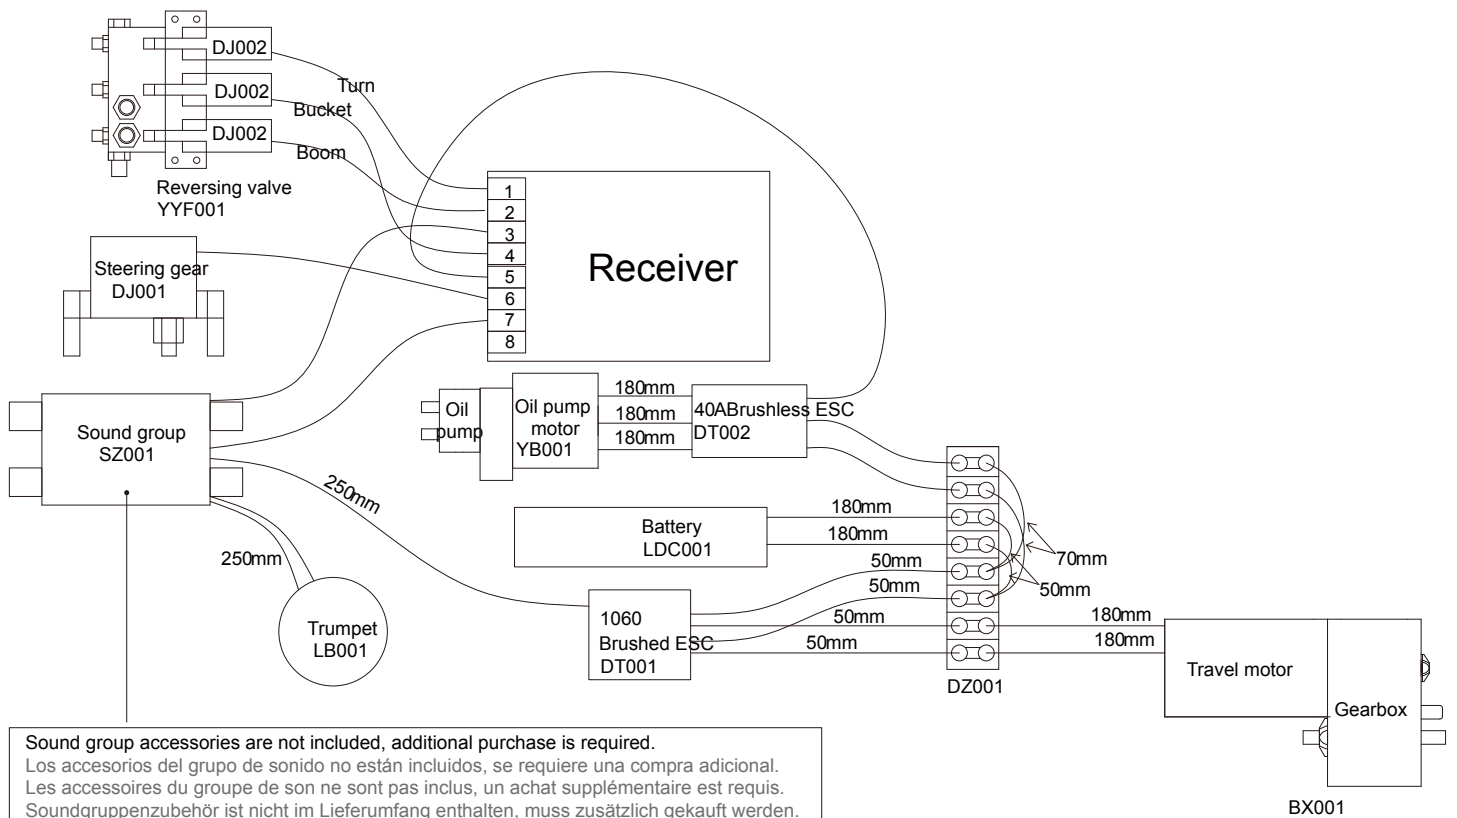 DJ002
Turn
DJ002
Bucket
DJ002
Boom
Reversing valve
YYF001
1
2
3
4
5
6
7
8
Receiver
Steering gear
DJ001
Sound group
SZ001
Oil
pump
Oil pump
motor
YB001
180mm
180mm
180mm
40ABrushless ESC
DT002
250mm
250mm
Trumpet
LB001
Battery
LDC001
180mm
180mm
50mm
50mm
50mm
50mm
70mm
50mm
1060
Brushed ESC
DT001
DZ001
180mm
180mm
Travel motor
Gearbox
BX001
Sound group accessories are not included, additional purchase is required.
Los accesorios del grupo de sonido no están incluidos, se requiere una compra adicional.
Les accessoires du groupe de son ne sont pas inclus, un achat supplémentaire est requis.
Soundgruppenzubehör ist nicht im Lieferumfang enthalten, muss zusätzlich gekauft werden.